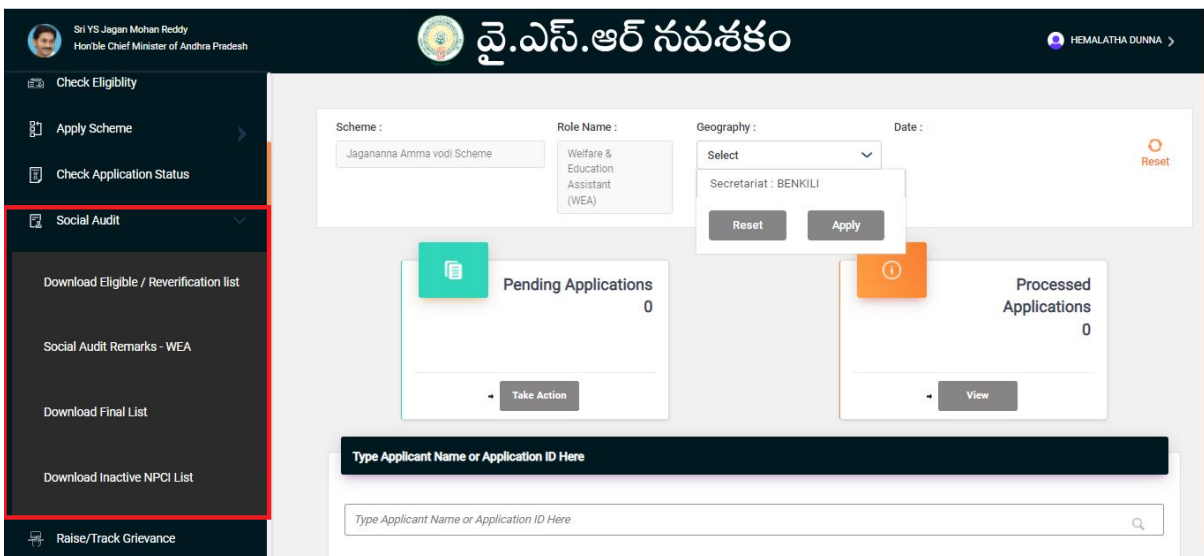 Sri YS Jagan Mohan Reddy
Hon'ble Chief Minister of Andhra Pradesh
వై.ఎస్.ఆర్ నవశకం
HEMALATHA DUNNA
Check Eligiblity
Apply Scheme
Check Application Status
Social Audit
Download Eligible / Reverification list
Social Audit Remarks - WEA
Download Final List
Download Inactive NPCI List
Raise/Track Grievance
Scheme :
Jagananna Amma vodi Scheme
Role Name :
Welfare &
Education
Assistant
(WEA)
Geography :
Select
Secretariat : BENKILI
Reset
Apply
Date :
Reset
Pending Applications
0
Take Action
Processed
Applications
0
View
Type Applicant Name or Application ID Here
Type Applicant Name or Application ID Here